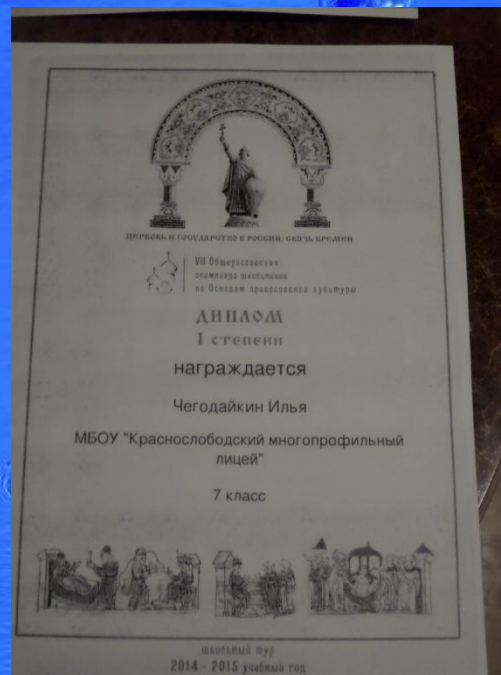 ЦЕРКОВЬ И ГОСУДАРСТВО В РОССИИ: СВЯЗЬ ВРЕМЕН
VII Общероссийская
олимпиада школьников
по Основам православной культуры
ДИПЛОМ
I степени
награждается
Чегодайкин Илья
МБОУ "Краснослободский многопрофильный
лицей"
7 класс
школьный тур
2014 - 2015 учебный год